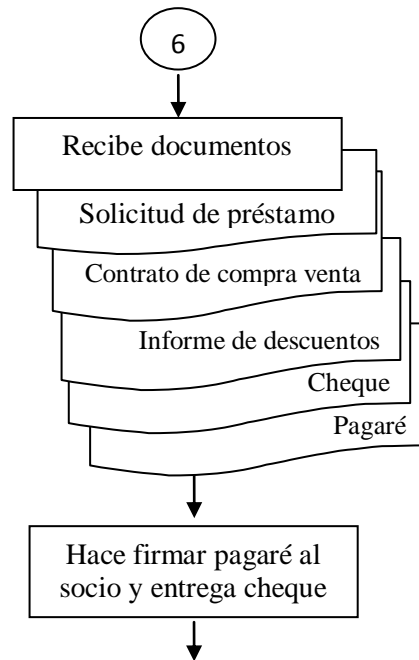 6
Recibe documentos
Solicitud de préstamo
Contrato de compra venta
Informe de descuentos
Cheque
Pagaré
Hace firmar pagaré al
socio y entrega cheque